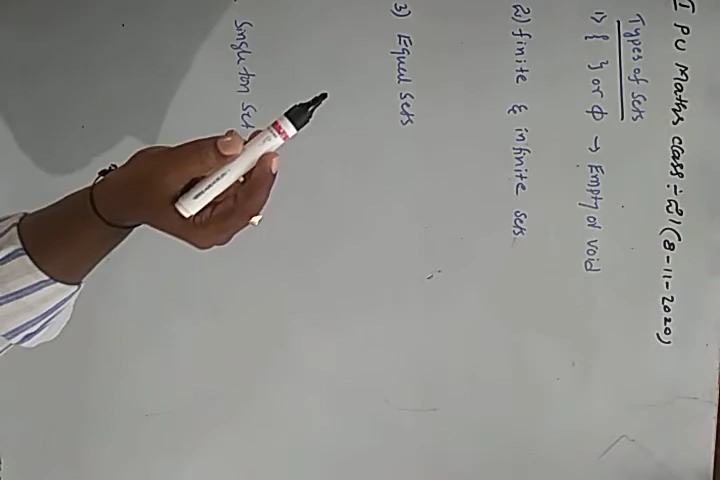 I PU Maths class :- 21 (8-11-2020)
Types of Sets
1) { } or ϕ → Empty or void
2) finite & infinite sets
3) Equal sets
Singleton Set